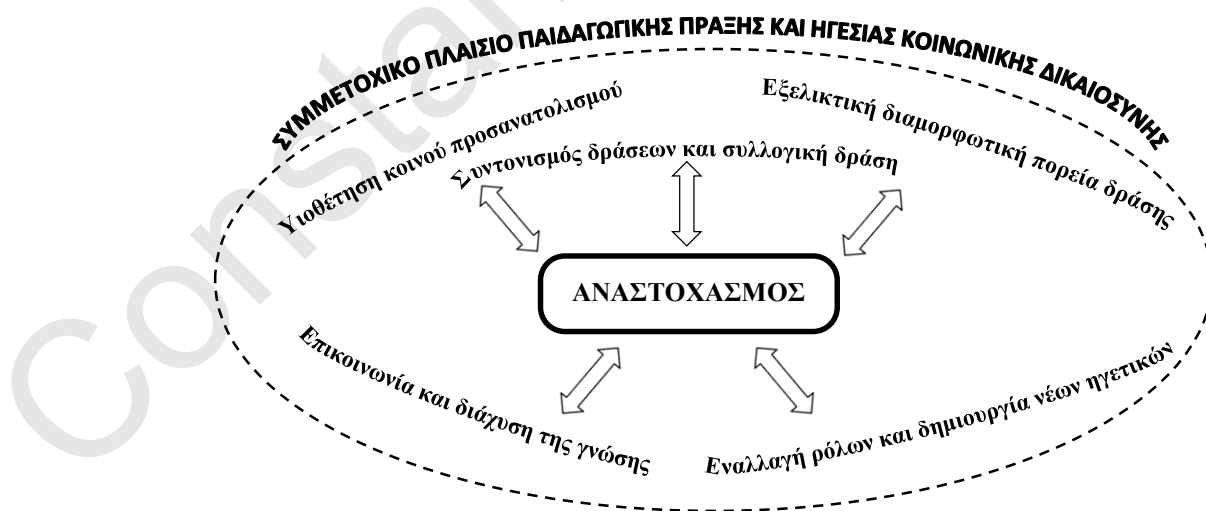 ΣΥΜΜΕΤΟΧΙΚΟ ΠΛΑΙΣΙΟ ΠΑΙΔΑΓΩΓΙΚΗΣ ΠΡΑΞΗΣ ΚΑΙ ΗΓΕΣΙΑΣ ΚΟΙΝΩΝΙΚΗΣ ΔΙΚΑΙΟΣΥΝΗΣ
Υιοθέτηση κοινού προσανατολισμού
Εξελικτική διαμορφωτική πορεία δράσης
Συντονισμός δράσεων και συλλογική δράση
ΑΝΑΣΤΟΧΑΣΜΟΣ
Επικοινωνία και διάχυση της γνώσης
Εναλλαγή ρόλων και δημιουργία νέων ηγετικών
Constan